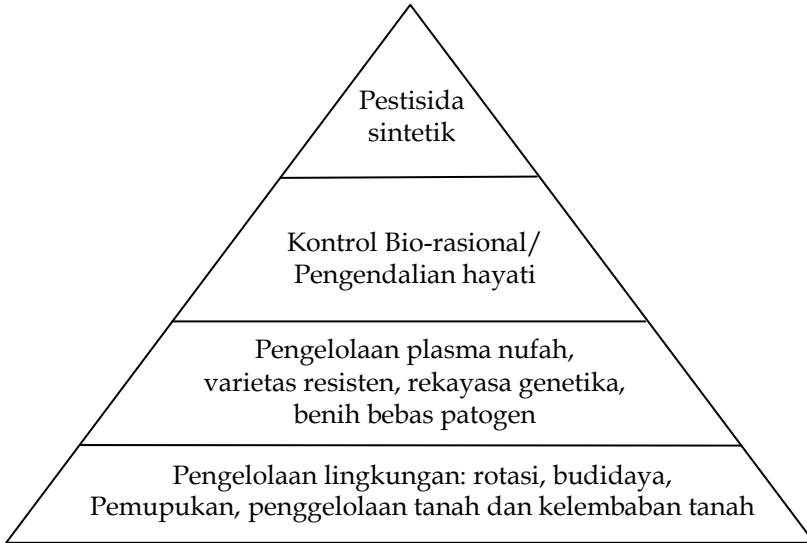 Pestisida
sintetik
Kontrol Bio-rasional/
Pengendalian hayati
Pengelolaan plasma nufah,
varietas resisten, rekayasa genetika,
benih bebas patogen
Pengelolaan lingkungan: rotasi, budidaya,
Pemupukan, penggelolaan tanah dan kelembaban tanah